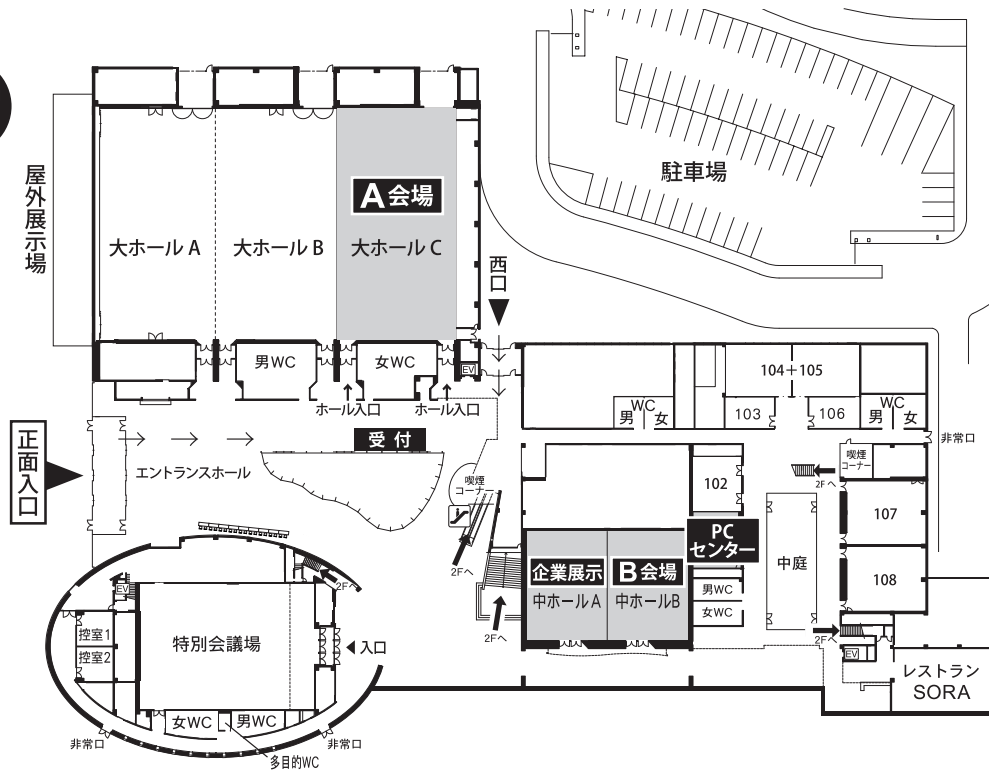 屋外展示場
大ホール A
大ホール B
A会場
大ホール C
駐車場
西口
男WC
女WC
EV
ホール入口
ホール入口
104+105
103
106
WC
男
女
WC
男
女
非常口
正面入口
受付
エントランスホール
喫煙
コーナー
2Fへ
2Fへ
102
PC
センター
企業展示
中ホールA
B会場
中ホールB
男WC
女WC
中庭
2Fへ
喫煙
コーナー
107
108
2Fへ
EV
レストラン
SORA
EV
2Fへ
控室1
控室2
特別会議場
入口
女WC
男WC
多目的WC
非常口
非常口